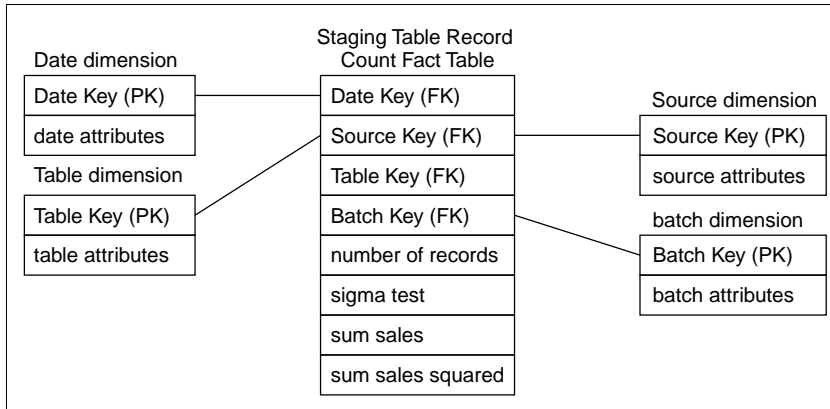 Date dimension
Date Key (PK)
date attributes
Table dimension
Table Key (PK)
table attributes
Staging Table Record
Count Fact Table
Date Key (FK)
Source Key (FK)
Table Key (FK)
Batch Key (FK)
number of records
sigma test
sum sales
sum sales squared
Source dimension
Source Key (PK)
source attributes
batch dimension
Batch Key (PK)
batch attributes